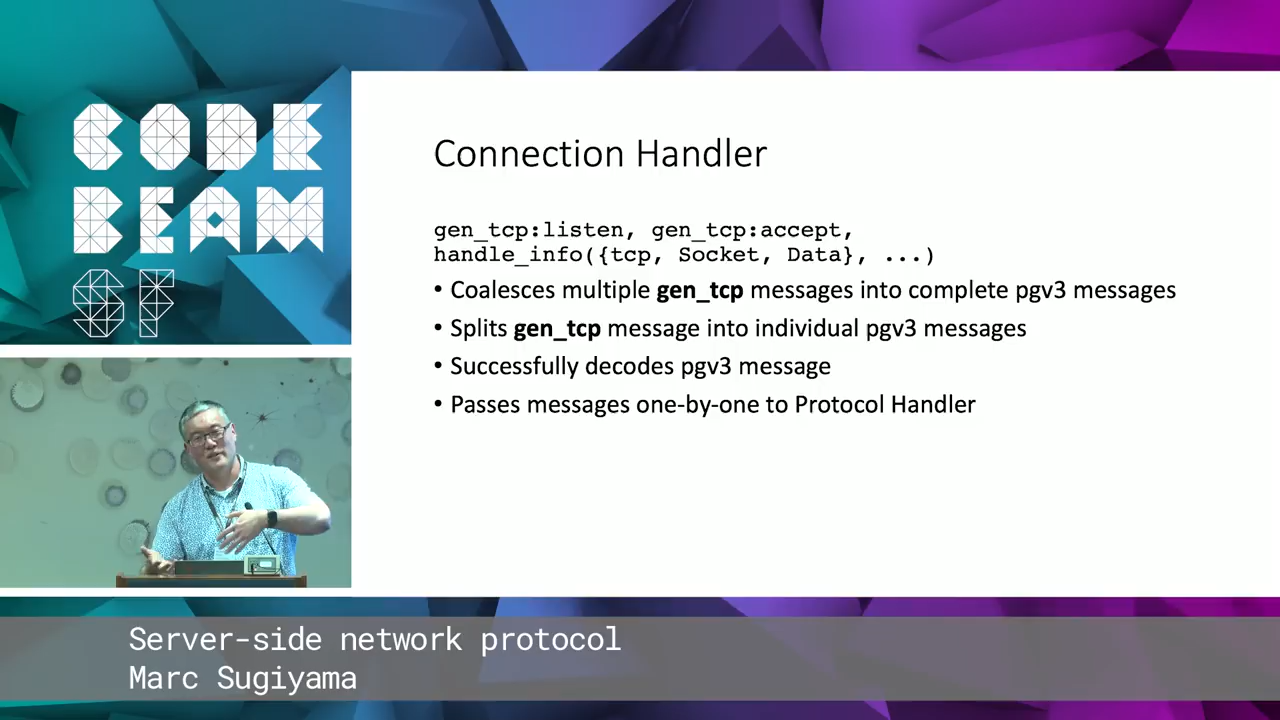 CODE
BEAM
SF
Connection Handler
gen_tcp:listen, gen_tcp:accept,
handle_info({tcp, Socket, Data}, ...)
• Coalesces multiple gen_tcp messages into complete pgv3 messages
• Splits gen_tcp message into individual pgv3 messages
• Successfully decodes pgv3 message
• Passes messages one-by-one to Protocol Handler
Server-side network protocol
Marc Sugiyama